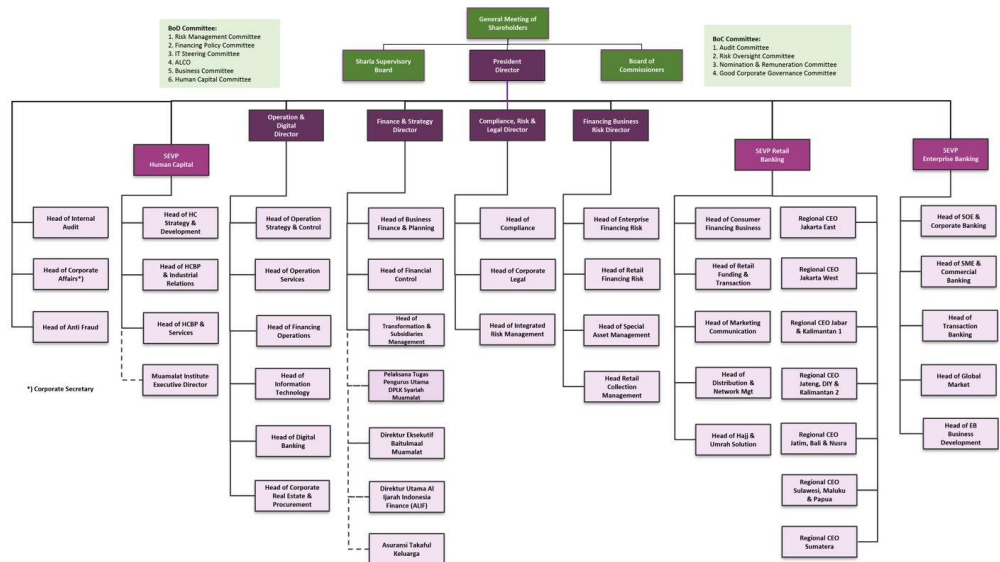 BoD Committee:
1. Risk Management Committee
2. Financing Policy Committee
3. IT Steering Committee
4. ALCO
5. Business Committee
6. Human Capital Committee
General Meeting of
Shareholders
BoC Committee:
1. Audit Committee
2. Risk Oversight Committee
3. Nomination & Remuneration Committee
4. Good Corporate Governance Committee
Sharia Supervisory
Board
President
Director
Board of
Commissioners
Operation &
Digital
Director
Finance & Strategy
Director
Compliance, Risk &
Legal Director
Financing Business
Risk Director
SEVP
Human Capital
SEVP Retail
Banking
SEVP
Enterprise Banking
Head of Internal
Audit
Head of Corporate
Affairs*)
Head of Anti Fraud
*) Corporate Secretary
Head of HC
Strategy &
Development
Head of HCBP
& Industrial
Relations
Head of HCBP &
Services
Muamalat Institute
Executive Director
Head of Operation
Strategy & Control
Head of Operation
Services
Head of Financing
Operations
Head of
Information
Technology
Head of Digital
Banking
Head of Corporate
Real Estate &
Procurement
Head of Business
Finance & Planning
Head of Financial
Control
Head of
Transformation &
Subsidiaries
Management
Pelaksana Tugas
Pengurus Utama
DPLK Syariah
Muamalat
Direktur Eksekutif
Baitulmaal
Muamalat
Direktur Utama Al
Ijarah Indonesia
Finance (ALIF)
Asuransi Takaful
Keluarga
Head of
Compliance
Head of Corporate
Legal
Head of Integrated
Risk Management
Head of Enterprise
Financing Risk
Head of Retail
Financing Risk
Head of Special
Asset Management
Head Retail
Collection
Management
Head of Consumer
Financing Business
Head of Retail
Funding &
Transaction
Head of Marketing
Communication
Head of
Distribution &
Network Mgt
Head of Hajj &
Umrah Solution
Regional CEO
Jakarta East
Regional CEO
Jakarta West
Regional CEO Jabar
& Kalimantan 1
Regional CEO
Jateng, DIY &
Kalimantan 2
Regional CEO
Jatim, Bali & Nusra
Regional CEO
Sulawesi, Maluku
& Papua
Regional CEO
Sumatera
Head of SOE &
Corporate Banking
Head of SME &
Commercial
Banking
Head of
Transaction
Banking
Head of Global
Market
Head of EB
Business
Development